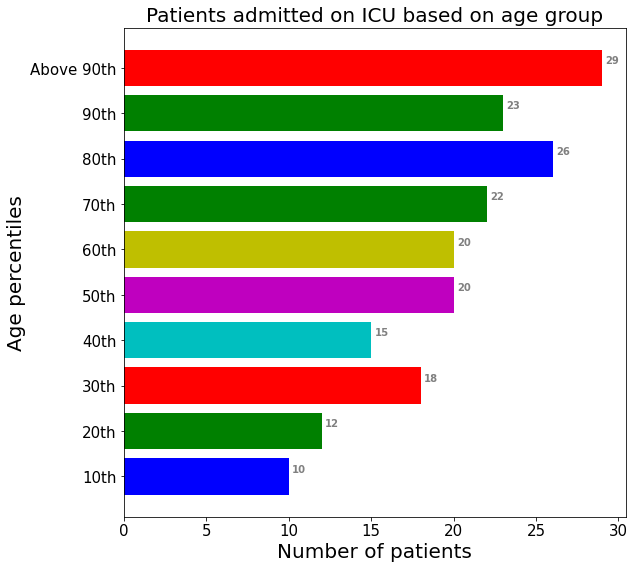 Patients admitted on ICU based on age group
Age percentiles
Above 90th
29
90th
23
80th
26
70th
22
60th
20
50th
20
40th
15
30th
18
20th
12
10th
10
0 5 10 15 20 25 30
Number of patients